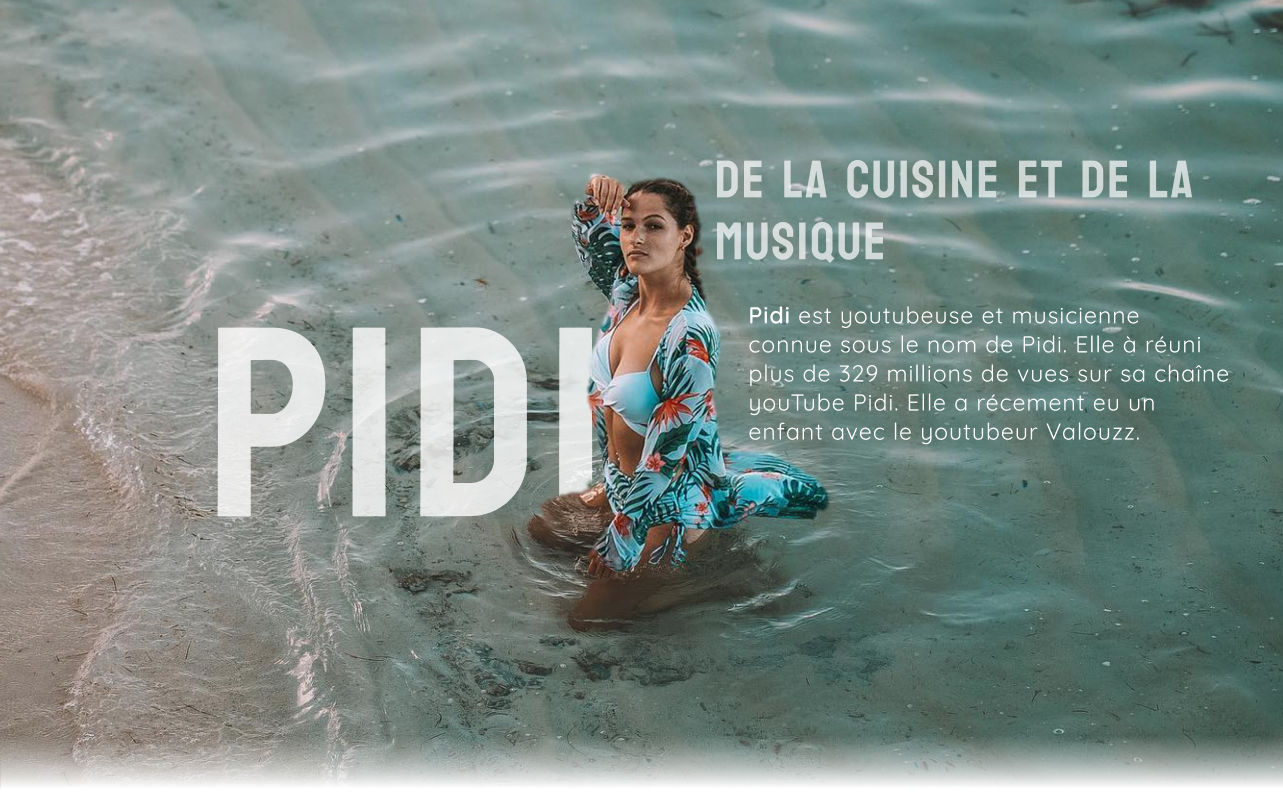 DE LA CUISINE ET DE LA
MUSIQUE
PIDI
Pidi est youtubeuse et musicienne
connue sous le nom de Pidi. Elle à réuni
plus de 329 millions de vues sur sa chaîne
youTube Pidi. Elle a récement eu un
enfant avec le youtubeur Valouzz.